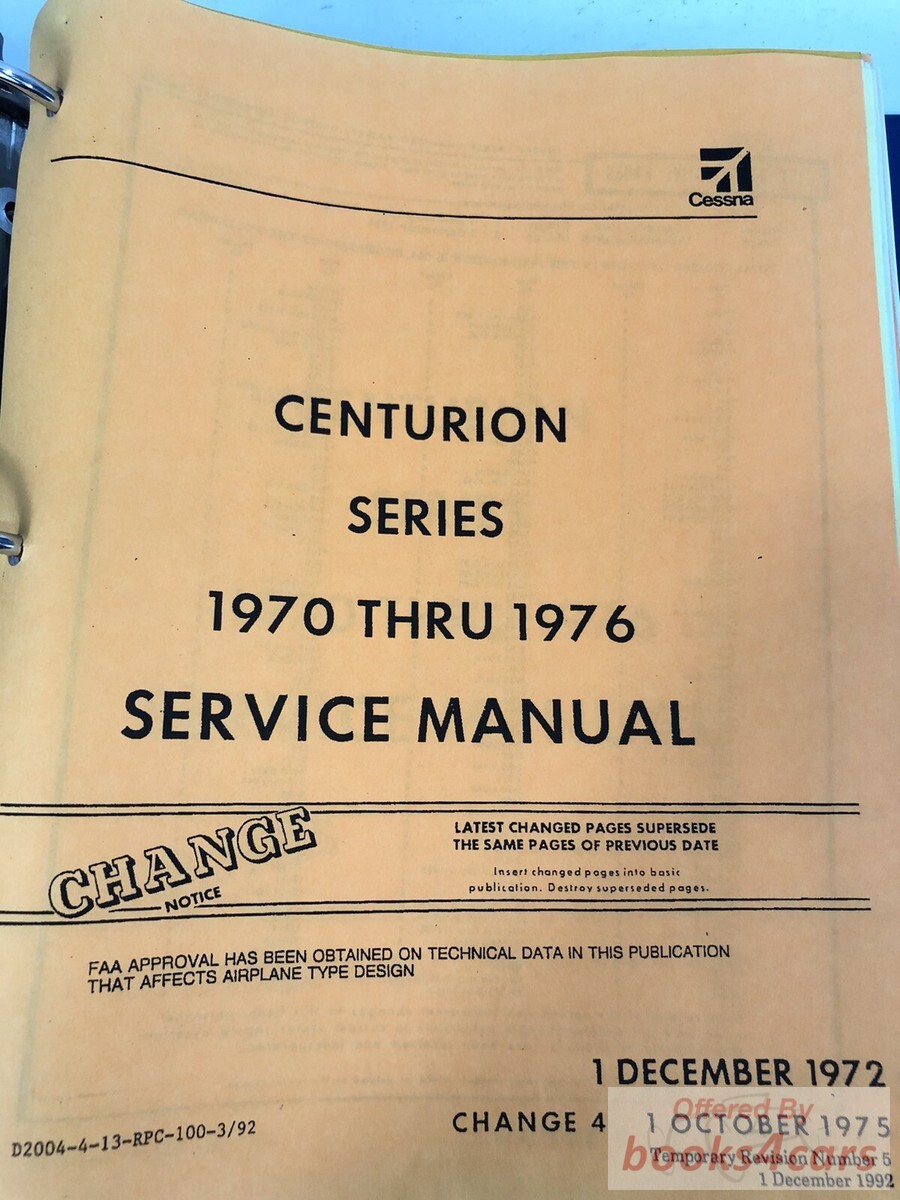 Cessna
CENTURION
SERIES
1970 THRU 1976
SERVICE MANUAL
CHANGE
NOTICE
LATEST CHANGED PAGES SUPERSEDE
THE SAME PAGES OF PREVIOUS DATE
Insert changed pages into basic
publication. Destroy superseded pages.
FAA APPROVAL HAS BEEN OBTAINED ON TECHNICAL DATA IN THIS PUBLICATION
THAT AFFECTS AIRPLANE TYPE DESIGN
1 DECEMBER 1972
D2004-4-13-RPC-100-3/92
CHANGE 4 1 OCTOBER 1975
Temporary Revision Number 5
1 December 1992
Offered By
books4cars